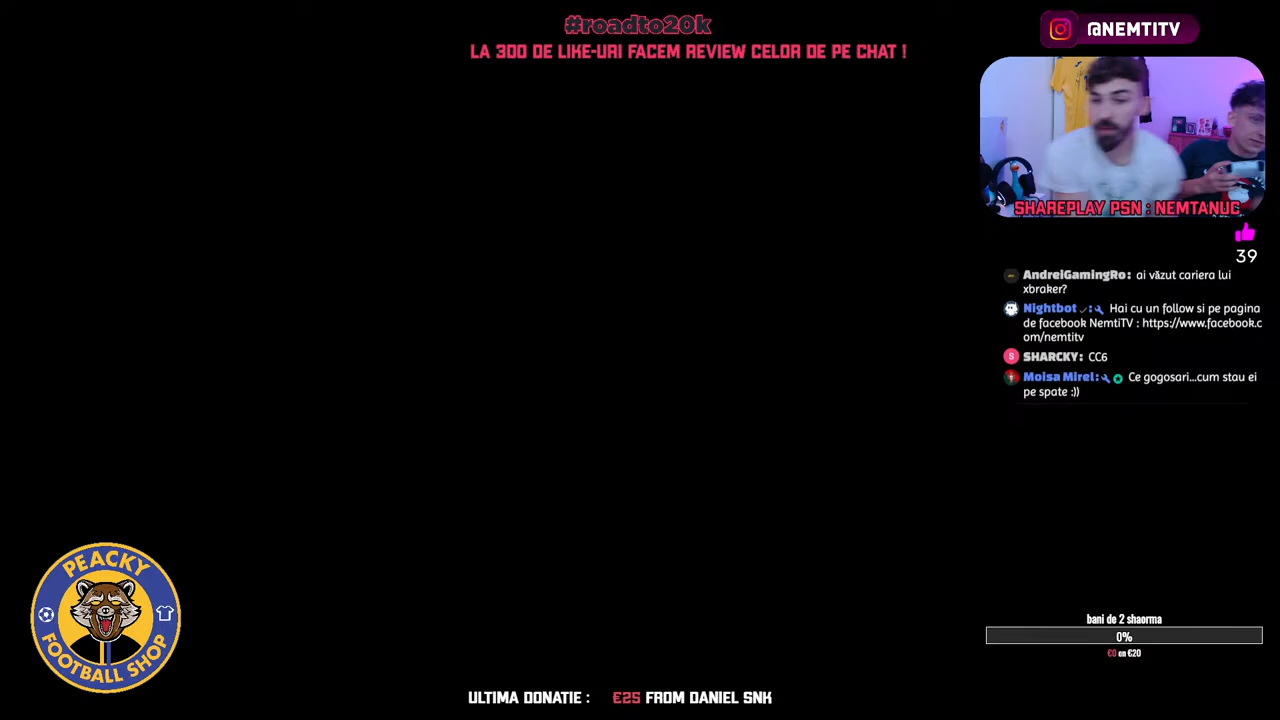 #roadto20k
LA 300 DE LIKE-URI FACEM REVIEW CELOR DE PE CHAT !
@NEMTITV
SHAREPLAY PSN : NEMTANUC
39
AndreiGamingRo: ai văzut cariera lui
xbraker?
Nightbot : Hai cu un follow si pe pagina
de facebook NemtiTV : https://www.facebook.c
om/nemtitv
S SHARCKY: CC6
Moisa Mirel: Ce gogosari...cum stau ei
pe spate :))
PEACKY
FOOTBALL SHOP
bani de 2 shaorma
0%
€0 on €20
ULTIMA DONATIE : €25 FROM DANIEL SNK